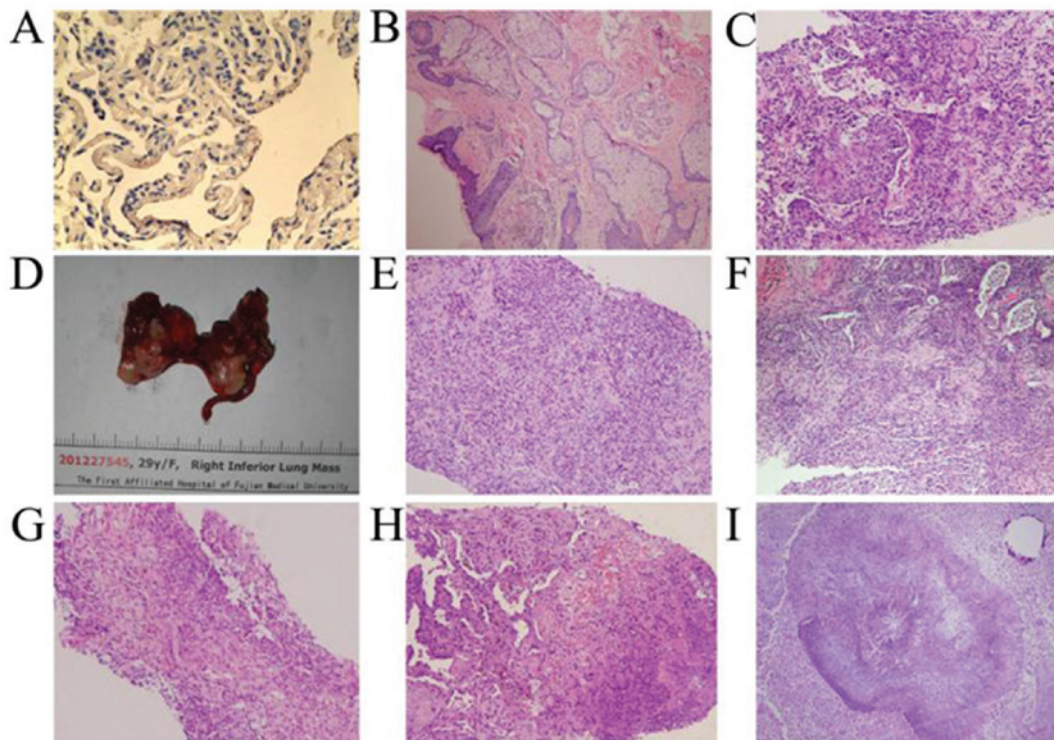 A
B
C
D
201227545, 29y/F, Right Inferior Lung Mass
The First Affiliated Hospital of Fujian Medical University
E
F
G
H
I